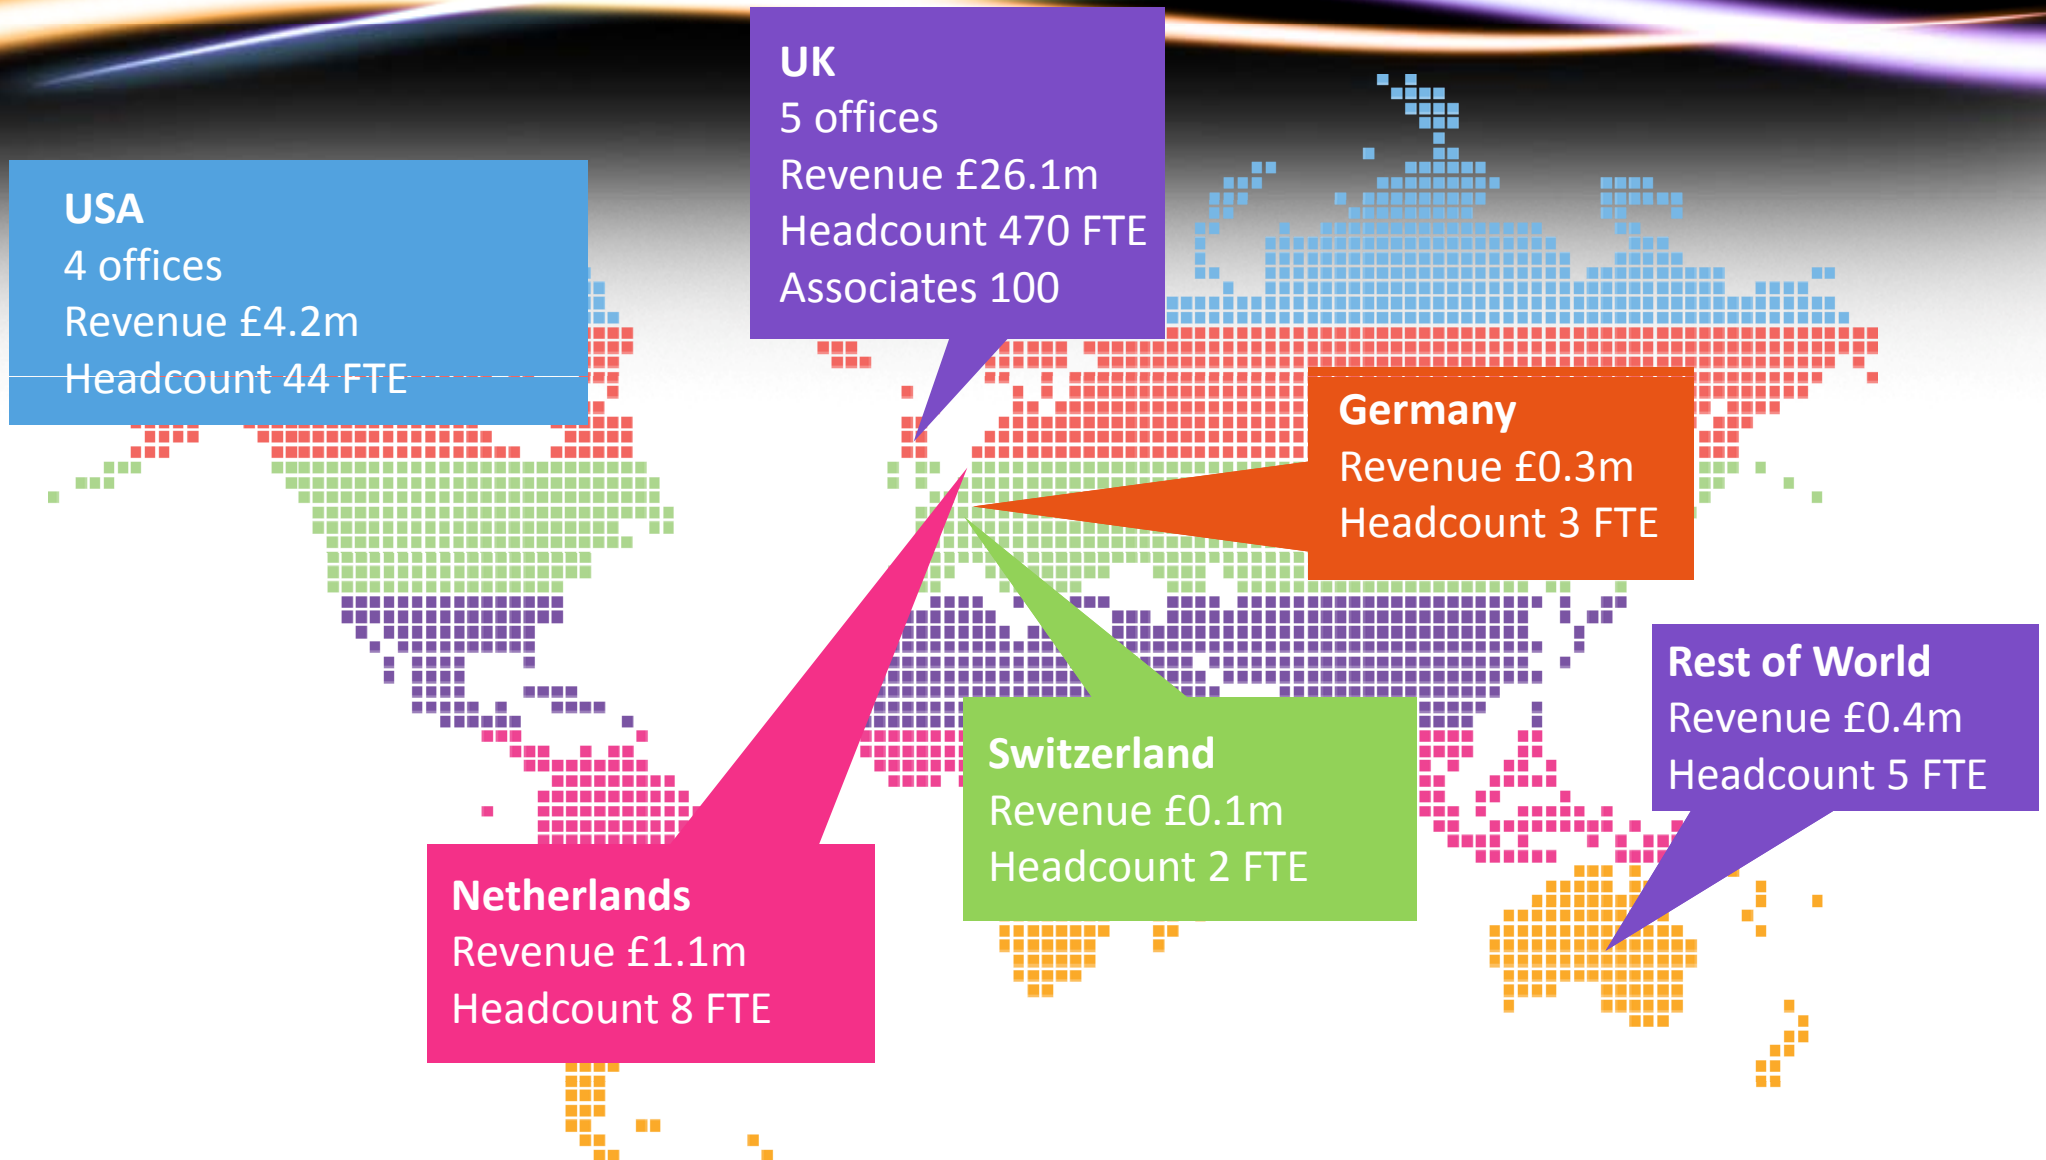 UK
5 offices
Revenue £26.1m
Headcount 470 FTE
Associates 100
USA
4 offices
Revenue £4.2m
Headcount 44 FTE
Germany
Revenue £0.3m
Headcount 3 FTE
Rest of World
Revenue £0.4m
Headcount 5 FTE
Switzerland
Revenue £0.1m
Headcount 2 FTE
Netherlands
Revenue £1.1m
Headcount 8 FTE